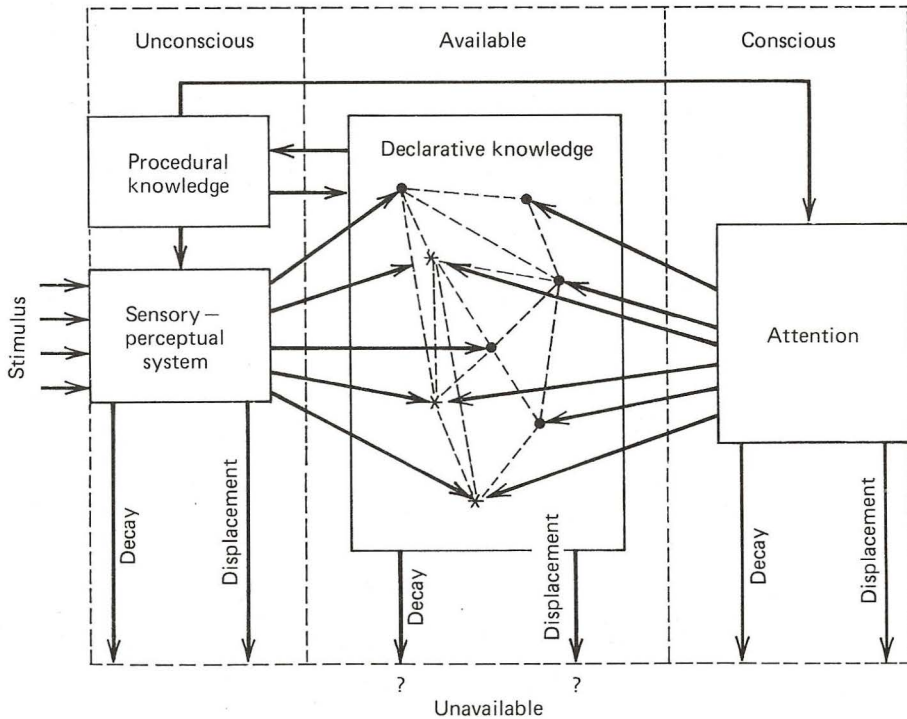 Unconscious
Available
Conscious
Procedural
knowledge
Declarative knowledge
Stimulus
Sensory –
perceptual
system
Attention
Decay
Displacement
Decay
Displacement
Decay
Displacement
?
?
Unavailable